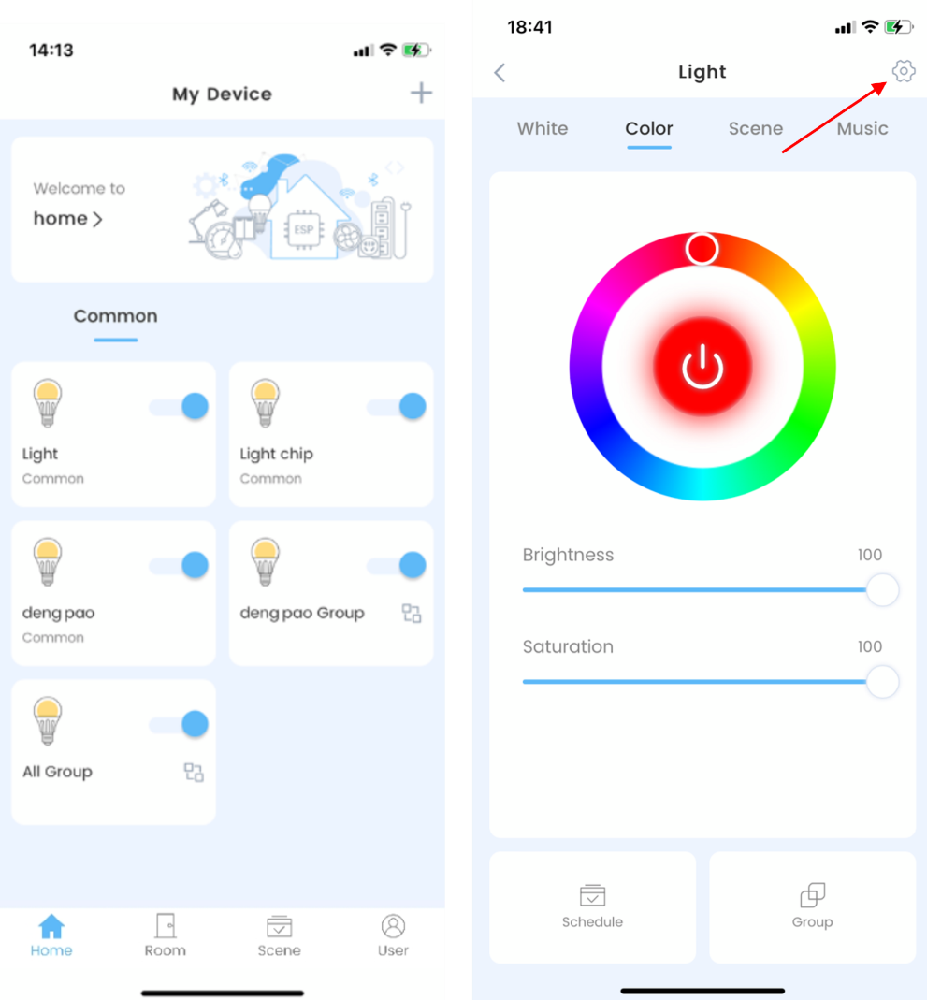 14:13
My Device
Welcome to
home
ESP
Common
Light
Common
Light chip
Common
deng pao
Common
deng pao Group
All Group
Home
Room
Scene
User
18:41
Light
White
Color
Scene
Music
Brightness
100
Saturation
100
Schedule
Group